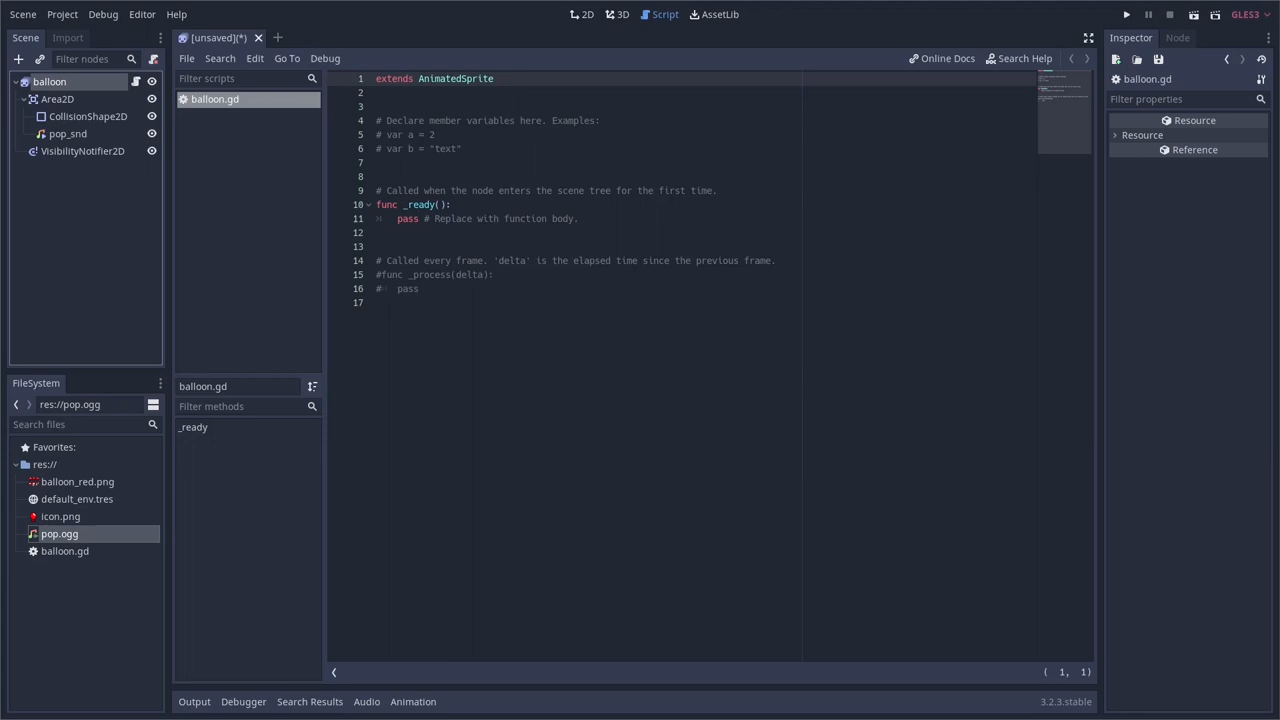 Scene Project Debug Editor Help
2D 3D Script AssetLib
GLES3
Scene Import
[unsaved](*)
Inspector Node
Filter nodes
File Search Edit Go To Debug
Online Docs Search Help
balloon
Area2D
CollisionShape2D
pop_snd
VisibilityNotifier2D
Filter scripts
balloon.gd
1 extends AnimatedSprite
2
3
4 # Declare member variables here. Examples:
5 # var a = 2
6 # var b = "text"
7
8
9 # Called when the node enters the scene tree for the first time.
10 func _ready():
11 pass # Replace with function body.
12
13
14 # Called every frame. 'delta' is the elapsed time since the previous frame.
15 #func _process(delta):
16 # pass
17
balloon.gd
Filter properties
Resource
Resource
Reference
FileSystem
res://pop.ogg
Search files
Favorites:
res://
balloon_red.png
default_env.tres
icon.png
pop.ogg
balloon.gd
balloon.gd
Filter methods
_ready
( 1, 1)
Output Debugger Search Results Audio Animation
3.2.3.stable